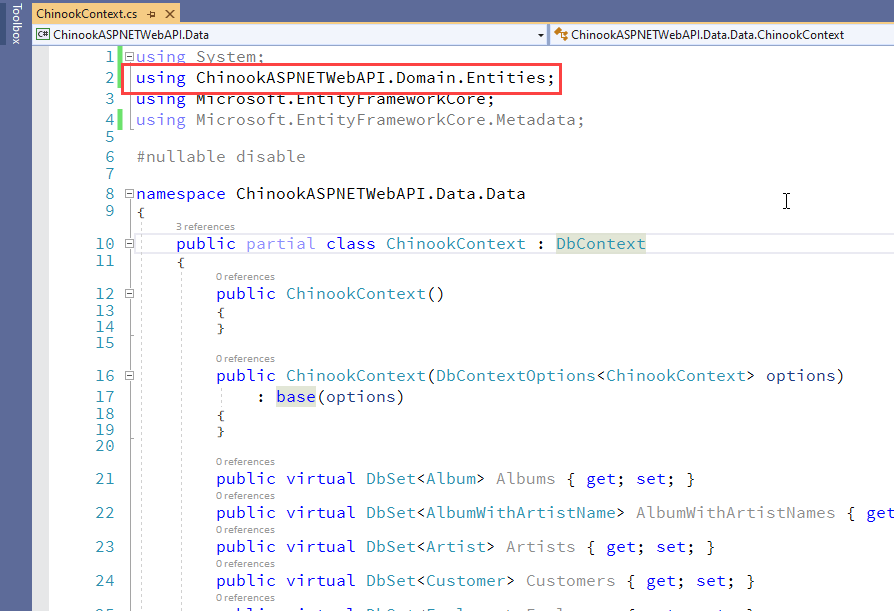 Toolbox
ChinookContext.cs
C# ChinookASPNETWebAPI.Data
ChinookASPNETWebAPI.Data.Data.ChinookContext
1 using System;
2 using ChinookASPNETWebAPI.Domain.Entities;
3 using Microsoft.EntityFrameworkCore;
4 using Microsoft.EntityFrameworkCore.Metadata;
5
6 #nullable disable
7
8 namespace ChinookASPNETWebAPI.Data.Data
9 {
3 references
10 public partial class ChinookContext : DbContext
11 {
0 references
12 public ChinookContext()
13 {
14 }
15
0 references
16 public ChinookContext(DbContextOptions<ChinookContext> options)
17 : base(options)
18 {
19 }
20
0 references
21 public virtual DbSet<Album> Albums { get; set; }
0 references
22 public virtual DbSet<AlbumWithArtistName> AlbumWithArtistNames { get
0 references
23 public virtual DbSet<Artist> Artists { get; set; }
0 references
24 public virtual DbSet<Customer> Customers { get; set; }
0 references